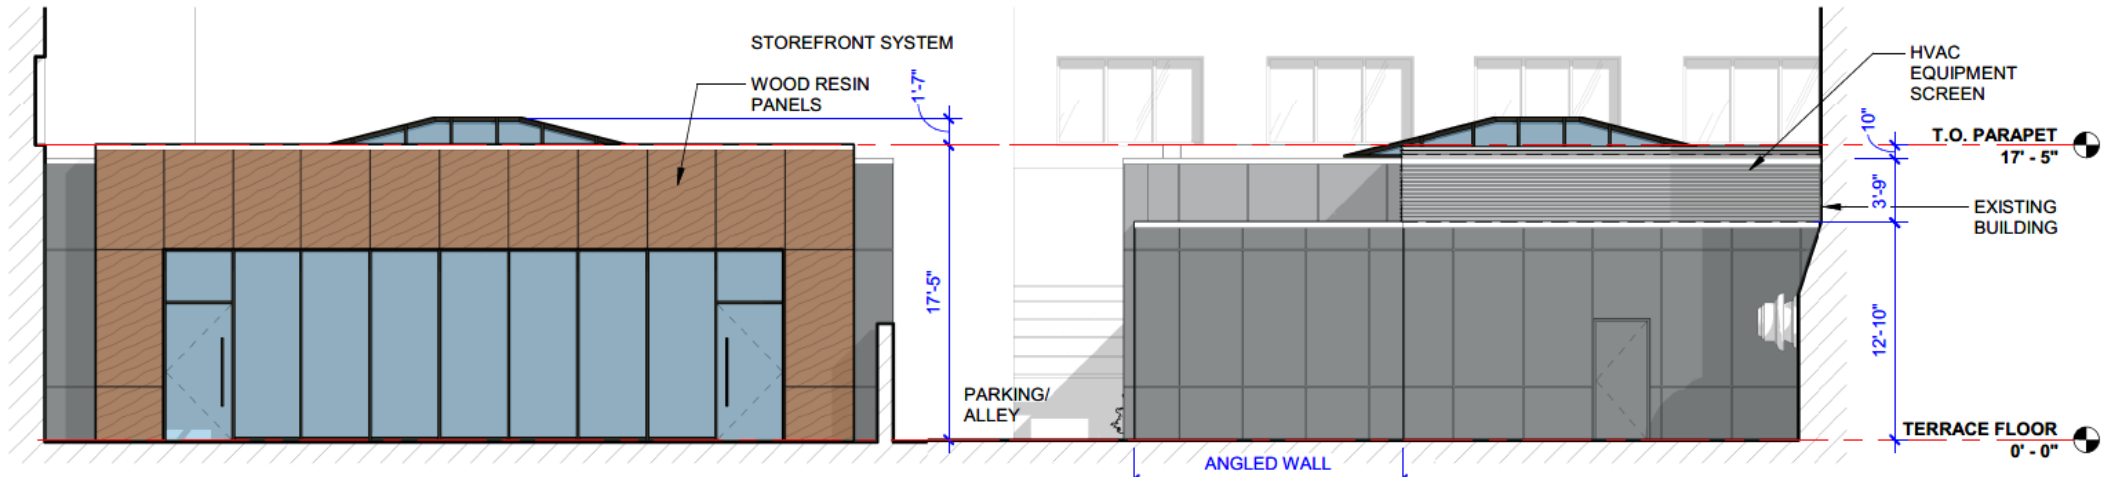 STOREFRONT SYSTEM
WOOD RESIN
PANELS
1'-7"
17'-5"
PARKING/
ALLEY
ANGLED WALL
HVAC
EQUIPMENT
SCREEN
10"
T.O. PARAPET
17' - 5"
3'-9"
EXISTING
BUILDING
12'-10"
TERRACE FLOOR
0' - 0"